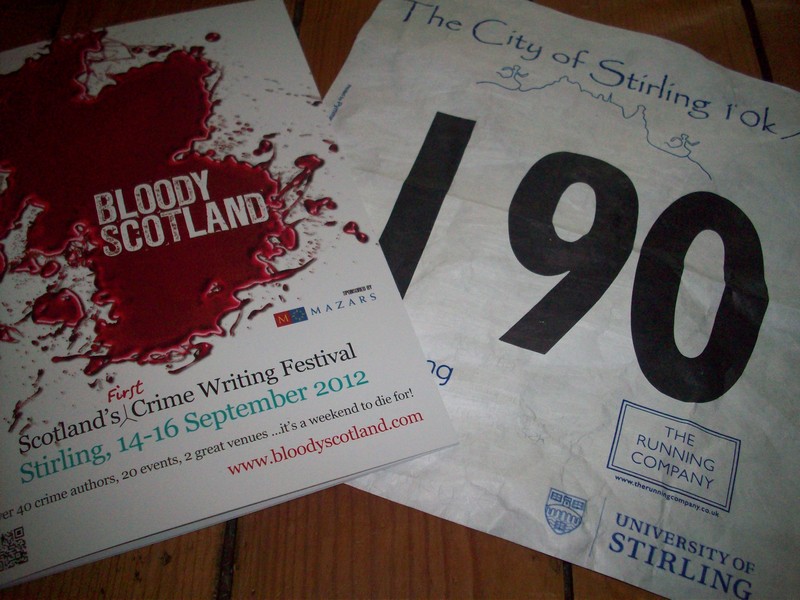 BLOODY
SCOTLAND
SPONSORED BY
M MAZARS
First
Scotland's Crime Writing Festival
Stirling, 14-16 September 2012
ver 40 crime authors, 20 events, 2 great venues ...it's a weekend to die for!
www.bloodyscotland.com
The City of Stirling 10k
190
ng
THE
RUNNING
COMPANY
www.therunningcompany.co.uk
UNIVERSITY OF
STIRLING